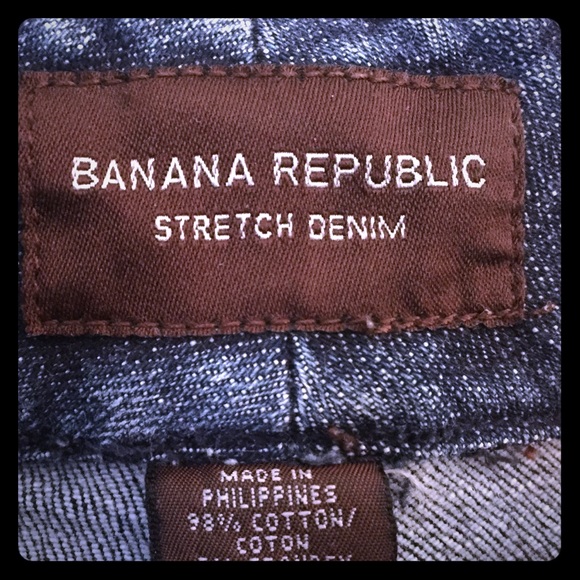 BANANA REPUBLIC
STRETCH DENIM
MADE IN
PHILIPPINES
98% COTTON/
COTON